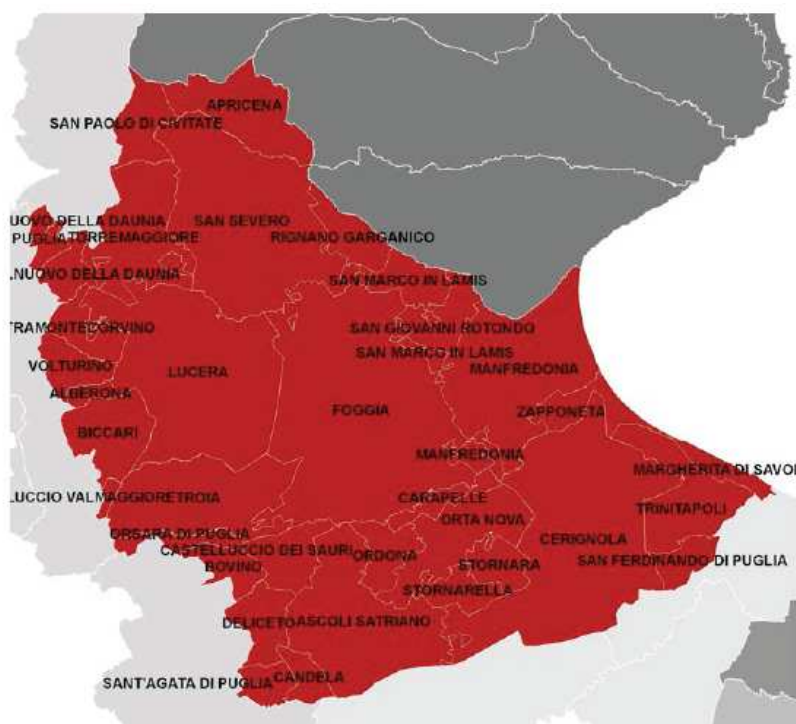 APRICENA
SAN PAOLO DI CIVITATE
UOVO DELLA DAUNIA
SAN SEVERO
PUGLIA
TORREMAGGIORE
RIGNANO GARGANICO
.NUOVO DELLA DAUNIA
SAN MARCO IN LAMIS
TRAMONTECORVINO
SAN GIOVANNI ROTONDO
SAN MARCO IN LAMIS
VOLTURINO
LUCERA
MANFREDONIA
ALBERONA
FOGGIA
ZAPPONETA
BICCARI
MANFREDONIA
MARGHERITA DI SAVOI
LUCCIO VALMAGGIORE
TROIA
CARAPELLE
TRINITAPOLI
ORTA NOVA
ORSARA DI PUGLIA
CERIGNOLA
CASTELLUCCIO DEI SAURI
ORDONA
SAN FERDINANDO DI PUGLIA
BOVINO
STORNARA
STORNARELLA
DELICETO
ASCOLI SATRIANO
SANT'AGATA DI PUGLIA
CANDELA